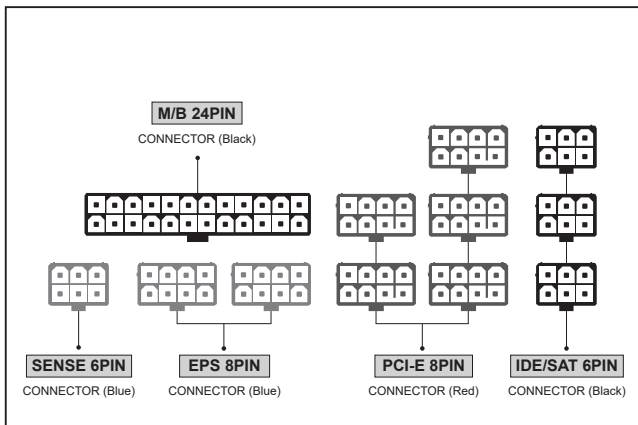 M/B 24PIN
CONNECTOR (Black)
SENSE 6PIN
CONNECTOR (Blue)
EPS 8PIN
CONNECTOR (Blue)
PCI-E 8PIN
CONNECTOR (Red)
IDE/SAT 6PIN
CONNECTOR (Black)